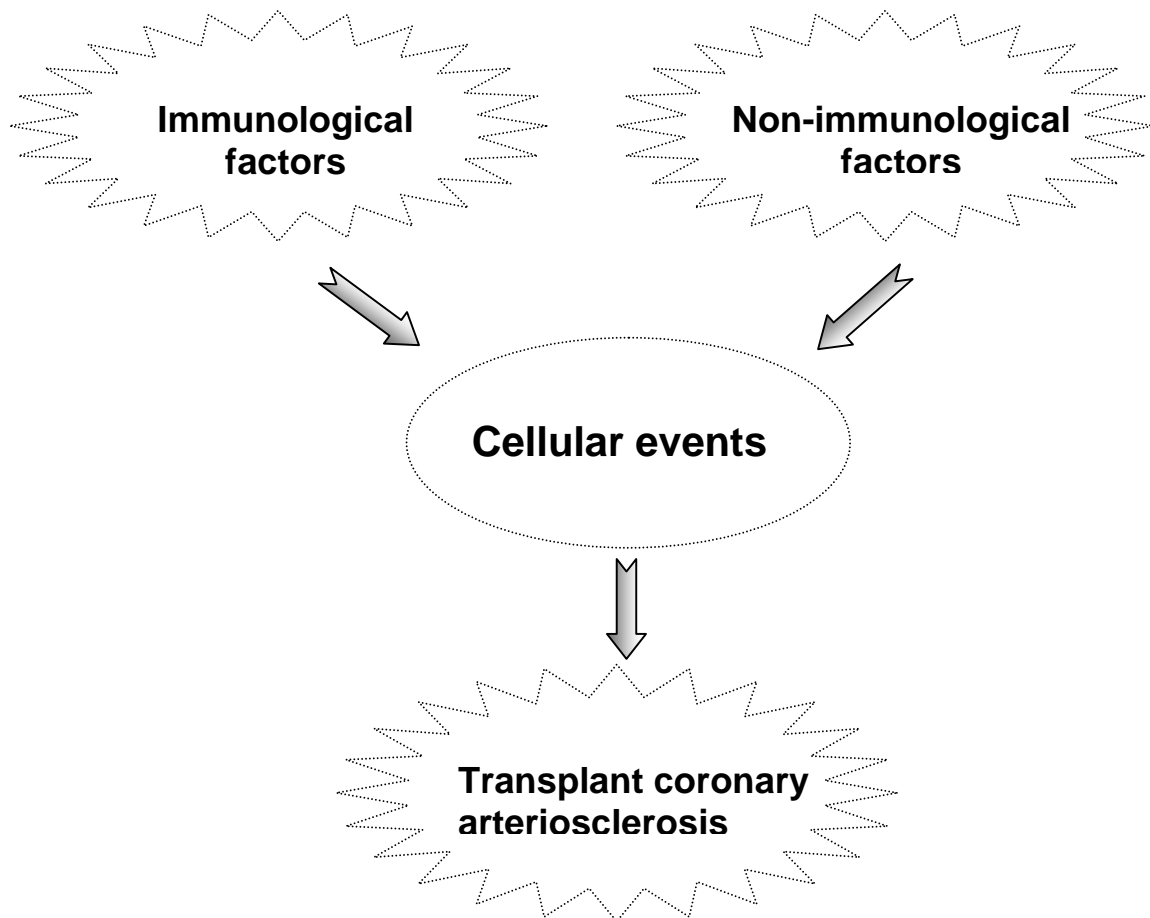 Immunological
factors
Non-immunological
factors
Cellular events
Transplant coronary
arteriosclerosis